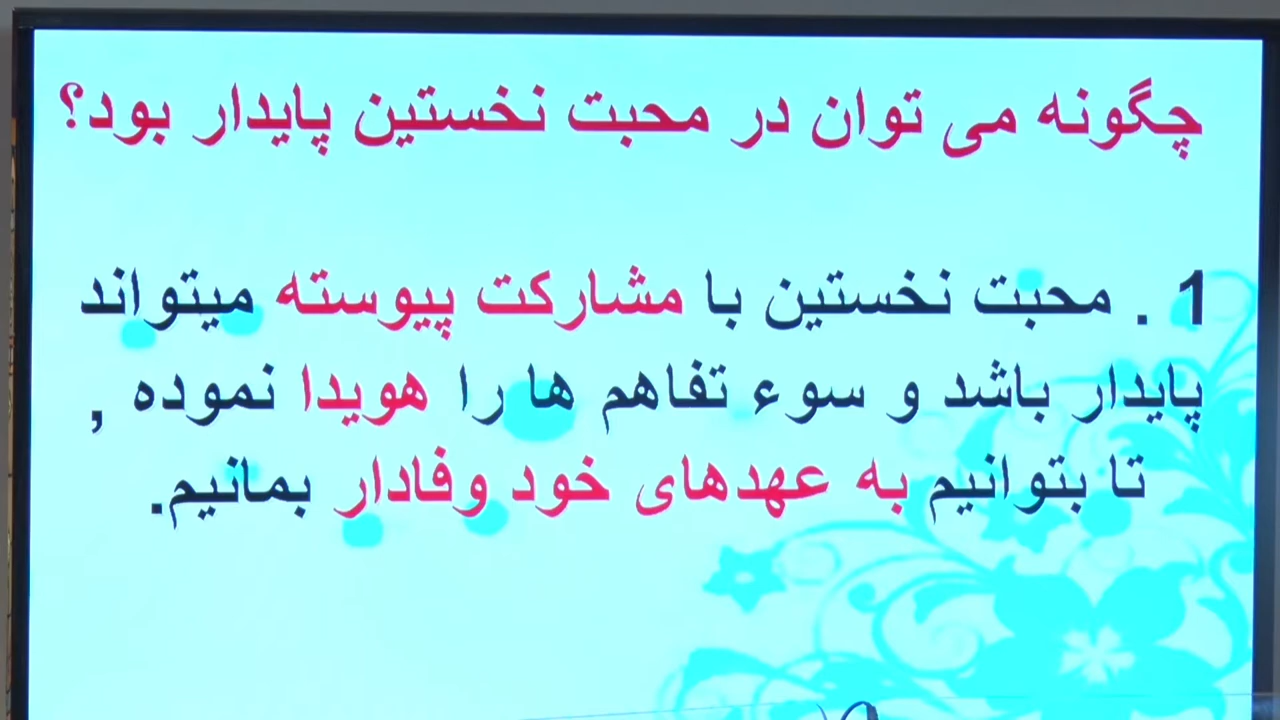 چگونه می توان در محبت نخستین پایدار بود؟
1 . محبت نخستین با مشارکت پیوسته میتواند
پایدار باشد و سوء تفاهم ها را هویدا نموده ,
تا بتوانیم به عهدهای خود وفادار بمانیم.